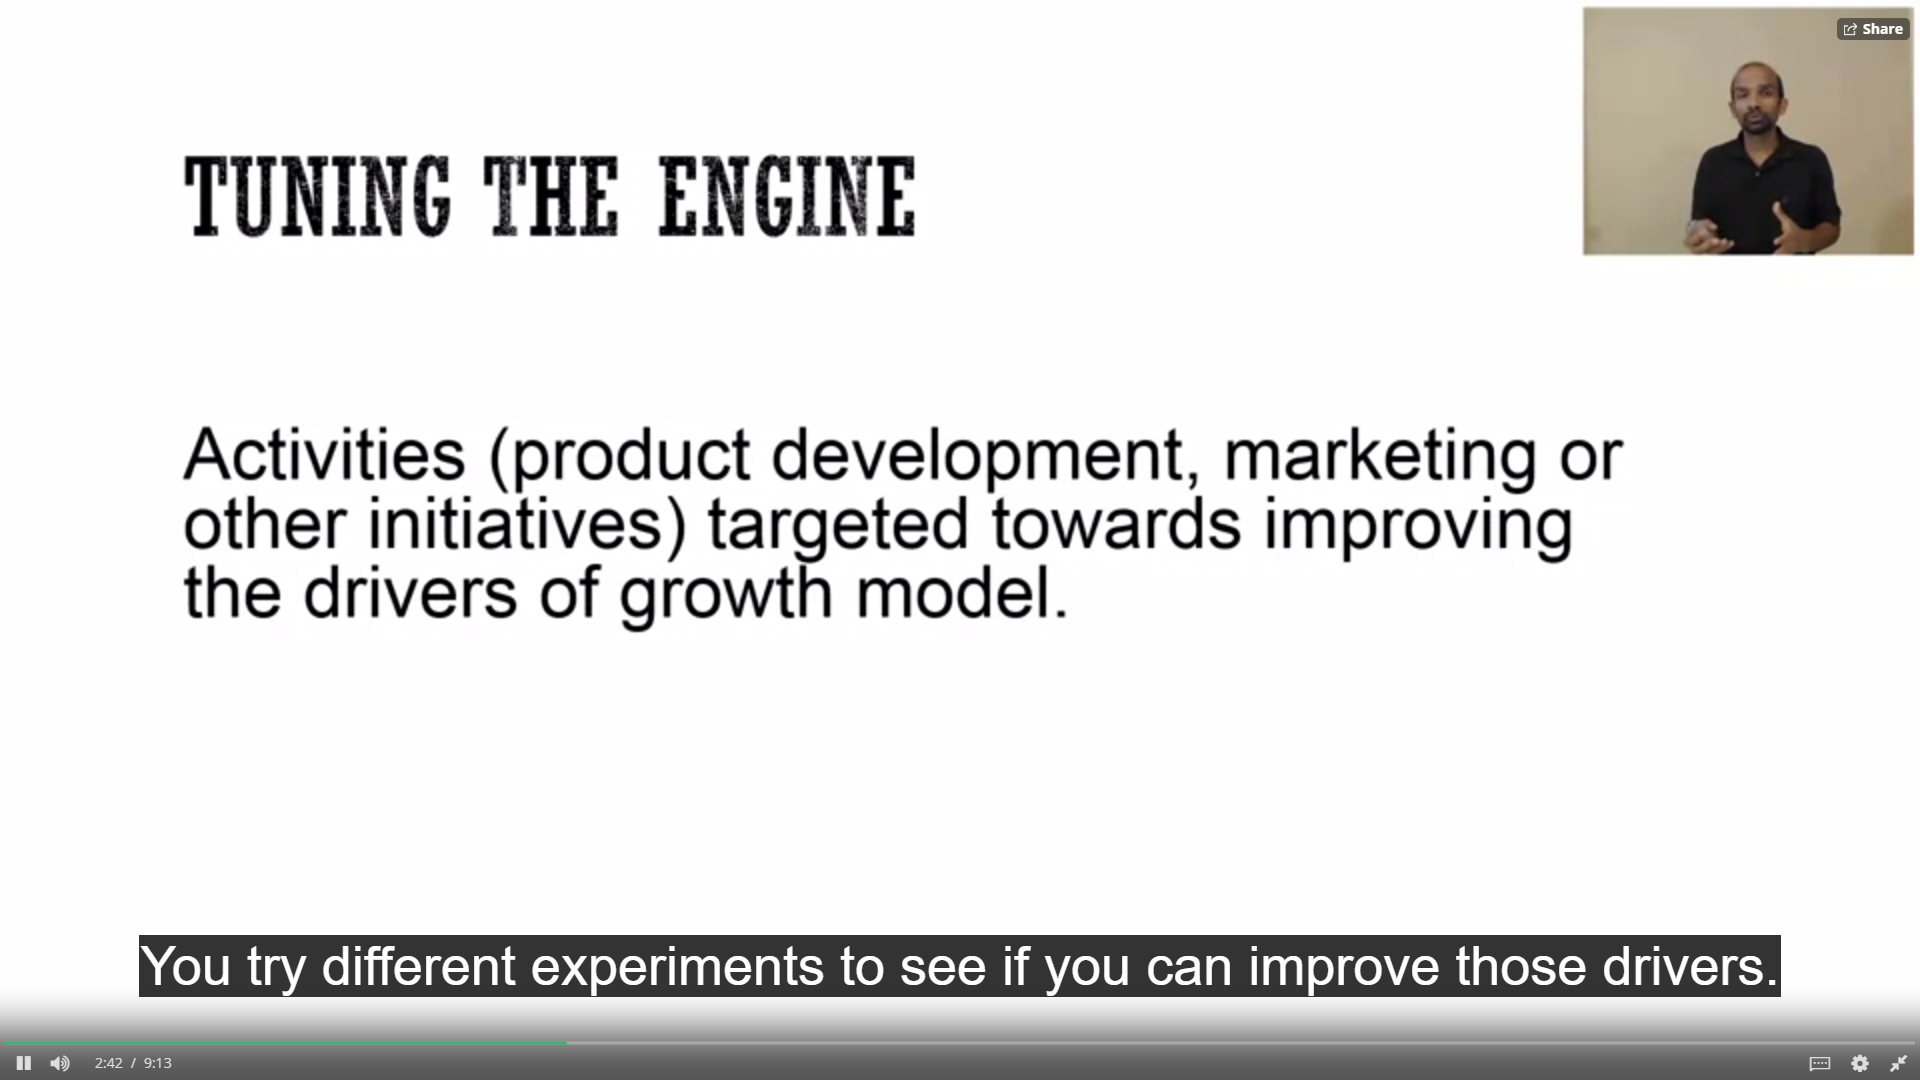 Share
TUNING THE ENGINE
Activities (product development, marketing or
other initiatives) targeted towards improving
the drivers of growth model.
You try different experiments to see if you can improve those drivers.
2:42 / 9:13